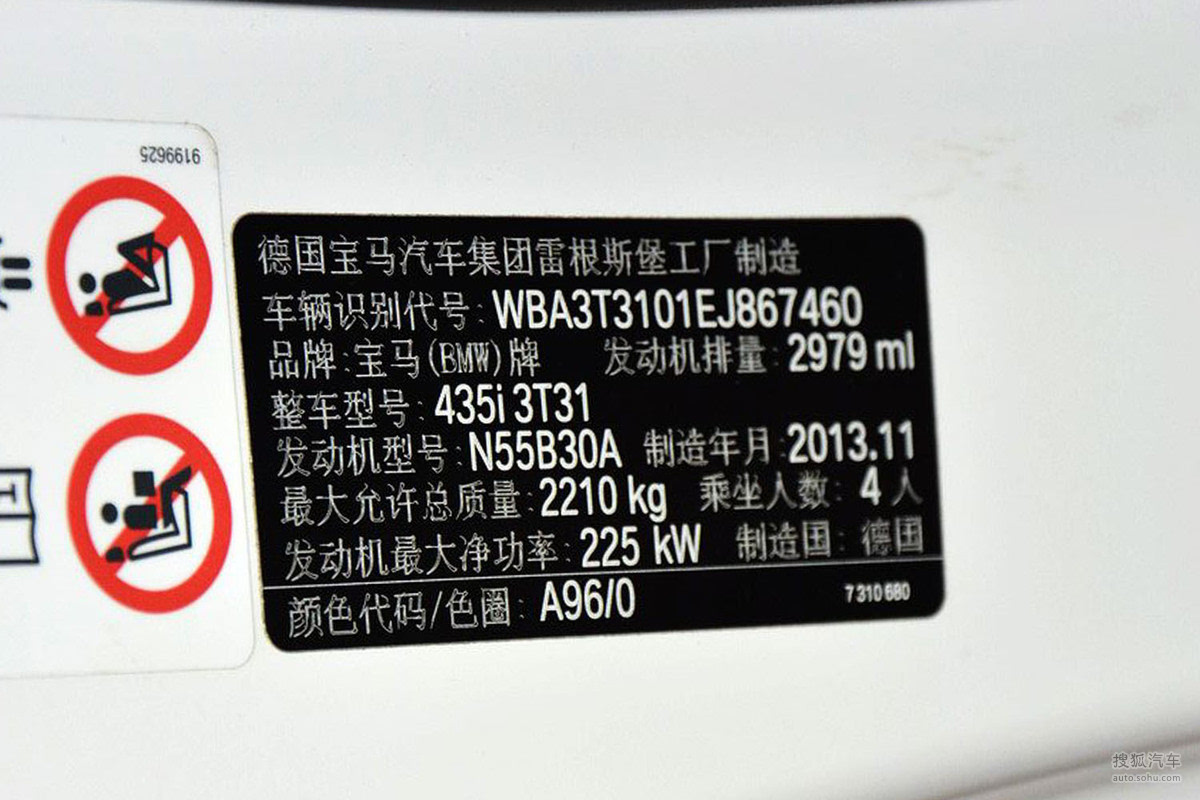 9199625
德国宝马汽车集团雷根斯堡工厂制造
车辆识别代号: WBA3T3101EJ867460
品牌:宝马(BMW)牌 发动机排量: 2979 ml
整车型号: 435i 3T31
发动机型号: N55B30A 制造年月: 2013.11
最大允许总质量: 2210 kg 乘坐人数: 4 人
发动机最大净功率: 225 kW 制造国: 德国
颜色代码/色圈: A96/0 7 310 680
搜狐汽车
auto.sohu.com